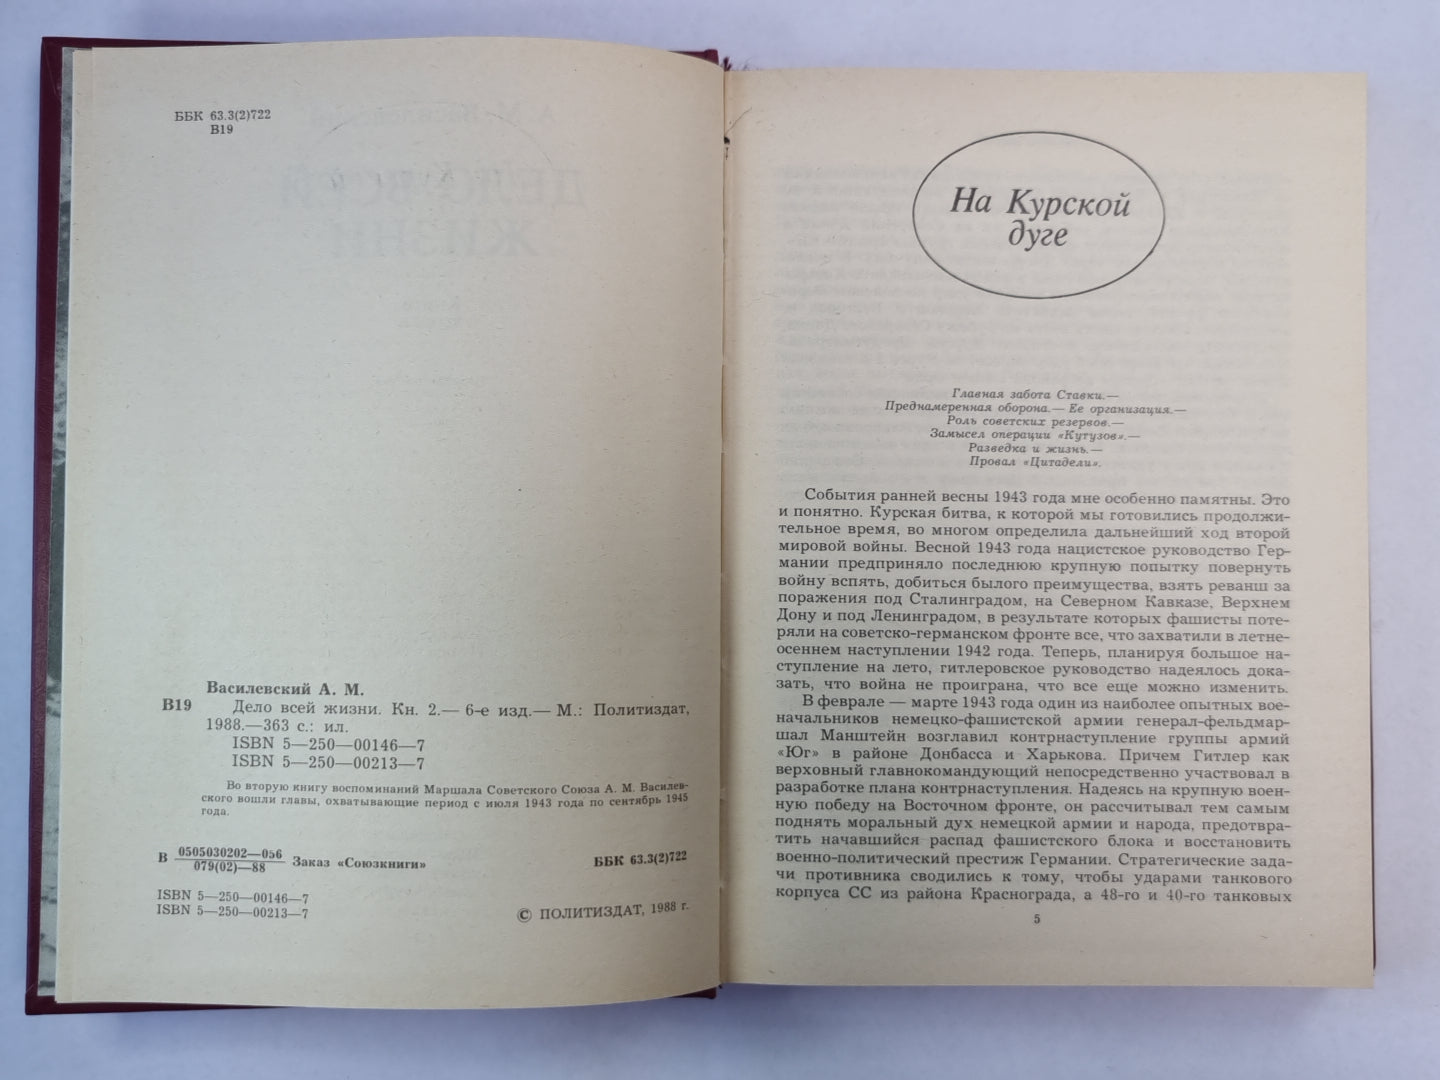 ББК 63.3(2)722
В19
Василевский А. М.
В19 Дело всей жизни. Кн. 2.— 6-е изд.— М.: Политиздат,
1988.—363 с.: ил.
ISBN 5—250—00146—7
ISBN 5—250—00213—7
Во вторую книгу воспоминаний Маршала Советского Союза А. М. Василев-
ского вошли главы, охватывающие период с июля 1943 года по сентябрь 1945
года.
В 0505030202—056
079(02)—88 Заказ «Союзкниги» ББК 63.3(2)722
ISBN 5—250—00146—7
ISBN 5—250—00213—7
© ПОЛИТИЗДАТ, 1988 г.
На Курской
дуге
Главная забота Ставки.—
Преднамеренная оборона.— Ее организация.—
Роль советских резервов.—
Замысел операции «Кутузов».—
Разведка и жизнь.—
Провал «Цитадели».
События ранней весны 1943 года мне особенно памятны. Это
и понятно. Курская битва, к которой мы готовились продолжи-
тельное время, во многом определила дальнейший ход второй
мировой войны. Весной 1943 года нацистское руководство Гер-
мании предприняло последнюю крупную попытку повернуть
войну вспять, добиться былого преимущества, взять реванш за
поражения под Сталинградом, на Северном Кавказе, Верхнем
Дону и под Ленинградом, в результате которых фашисты поте-
ряли на советско-германском фронте все, что захватили в летне-
осеннем наступлении 1942 года. Теперь, планируя большое на-
ступление на лето, гитлеровское руководство надеялось дока-
зать, что война не проиграна, что все еще можно изменить.
В феврале — марте 1943 года один из наиболее опытных вое-
начальников немецко-фашистской армии генерал-фельдмар-
шал Манштейн возглавил контрнаступление группы армий
«Юг» в районе Донбасса и Харькова. Причем Гитлер как
верховный главнокомандующий непосредственно участвовал в
разработке плана контрнаступления. Надеясь на крупную воен-
ную победу на Восточном фронте, он рассчитывал тем самым
поднять моральный дух немецкой армии и народа, предотвра-
тить начавшийся распад фашистского блока и восстановить
военно-политический престиж Германии. Стратегические зада-
чи противника сводились к тому, чтобы ударами танкового
корпуса СС из района Краснограда, а 48-го и 40-го танковых
5